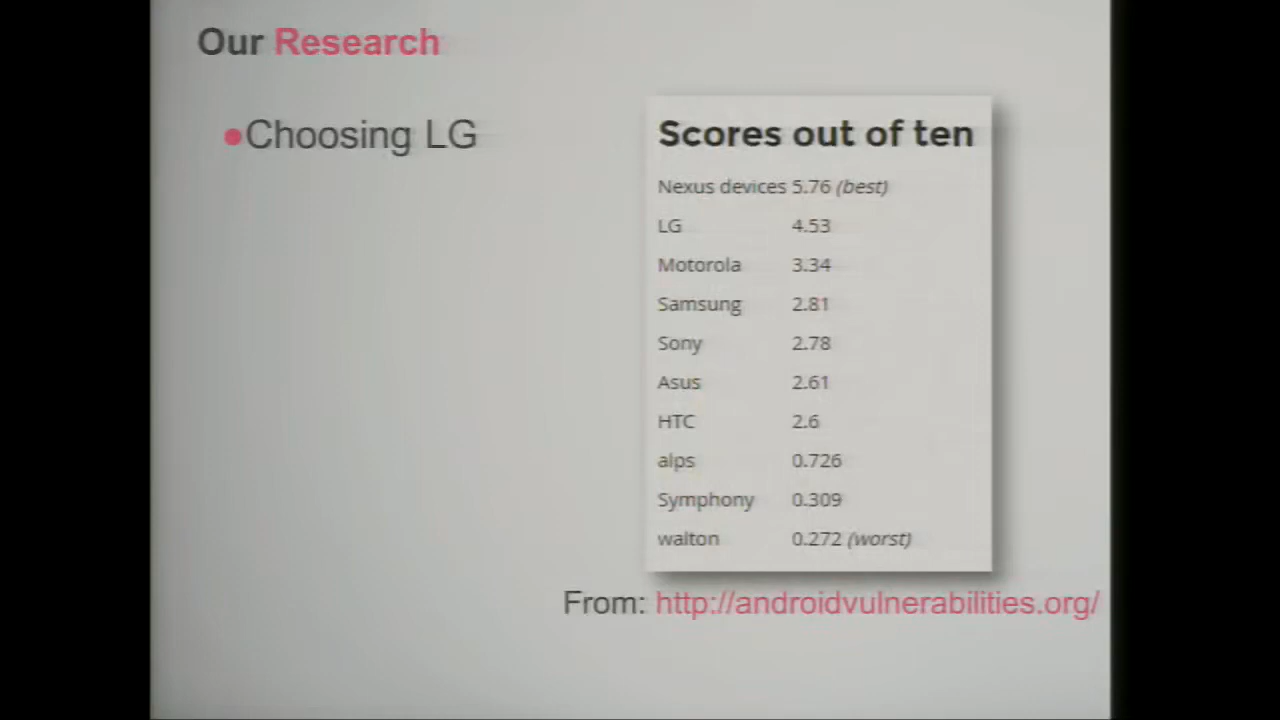 Our Research
Choosing LG
Scores out of ten
Nexus devices 5.76 (best)
LG 4.53
Motorola 3.34
Samsung 2.81
Sony 2.78
Asus 2.61
HTC 2.6
alps 0.726
Symphony 0.309
walton 0.272 (worst)
From: http://androidvulnerabilities.org/